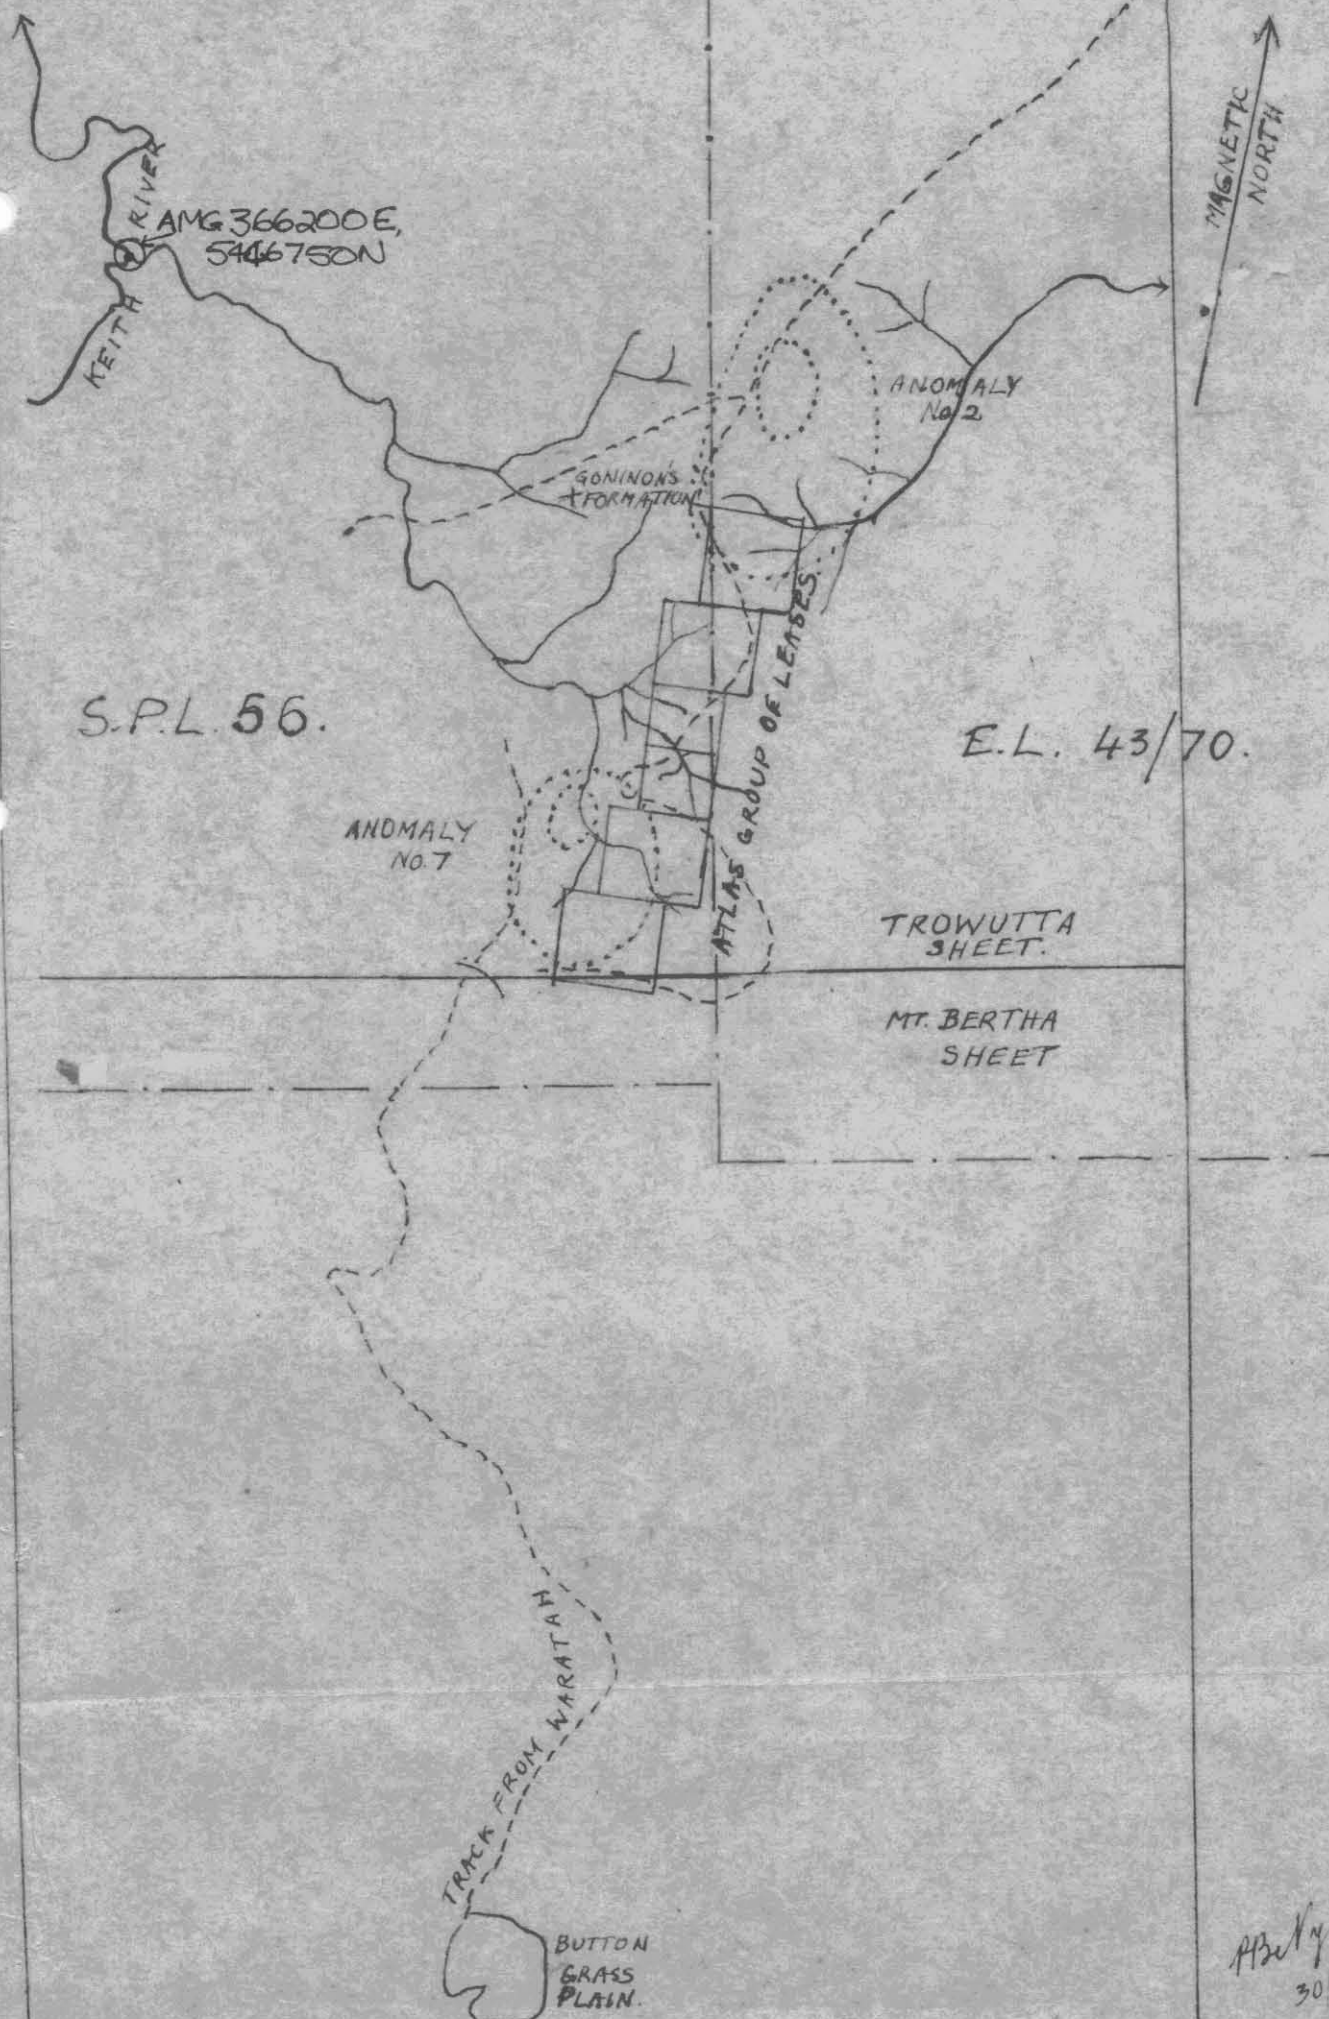 MAGNETIC
NORTH
KEITH RIVER
AMG 366200E,
5446750N
ANOMALY
No. 2
GONINON'S
FORMATION
S.P.L. 56.
E.L. 43/70.
ATLAS GROUP OF LEASES.
ANOMALY
NO. 7
TROWUTTA
SHEET.
MT. BERTHA
SHEET
TRACK FROM WARATAH
BUTTON
GRASS
PLAIN.
30